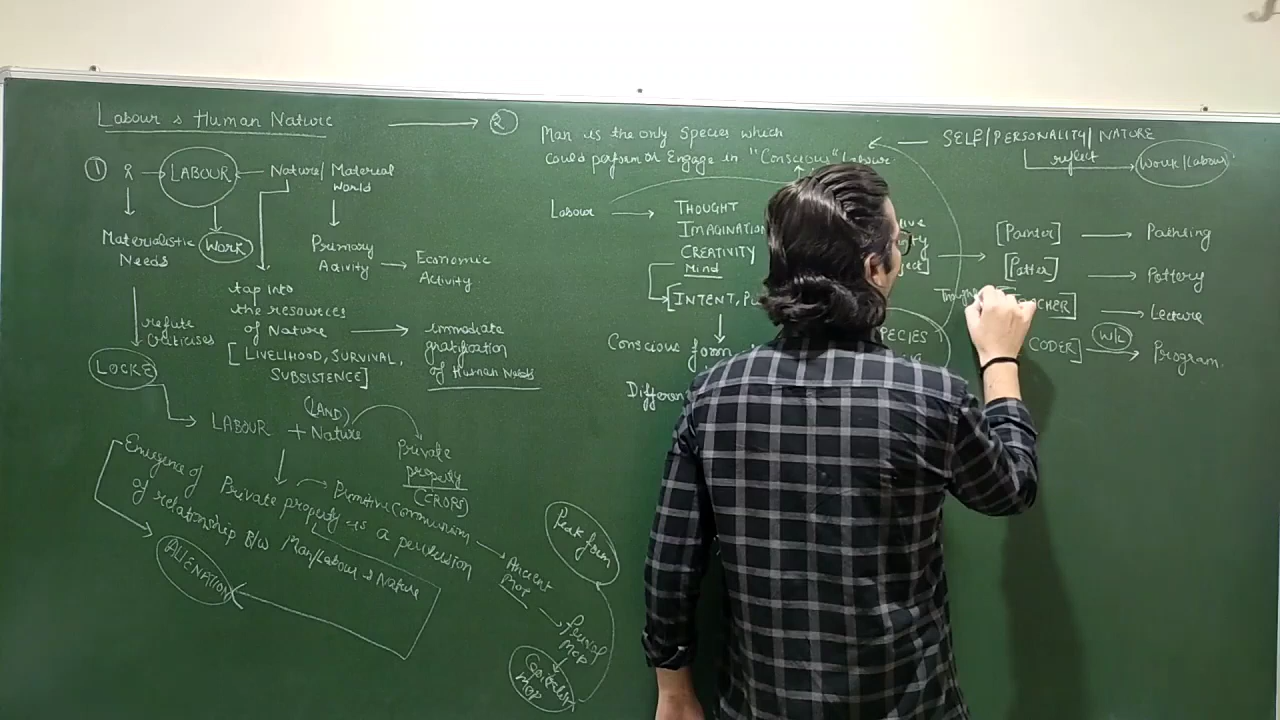 Labour & Human Nature
①
LABOUR
Nature/ Material
World
Materialistic
Needs
Work
Primary
Activity
Economic
Activity
tap into
the resources
of Nature
[LIVELIHOOD, SURVIVAL,
SUBSISTENCE]
immediate
gratification
of Human Needs
refute
criticises
LOCKE
LABOUR + Nature
(LAND)
Private
property
(CROPS)
Emergence of Private property is a perversion
of relationship B/w Man/Labour & Nature
Primitive Communism
ALIENATION
Ancient
MOP
Feudal
MOP
Capitalist
MOP
Peak form
②
Man is the only Species which
could perform or Engage in "Conscious" Labour
Labour
THOUGHT
IMAGINATION
CREATIVITY
Mind
[INTENT,
Conscious form
SPECIES
SELF/PERSONALITY/NATURE
reflect
Work/Labour
[Painter]
Painting
[Potter]
Pottery
Lecture
CODER]
W/L
Program